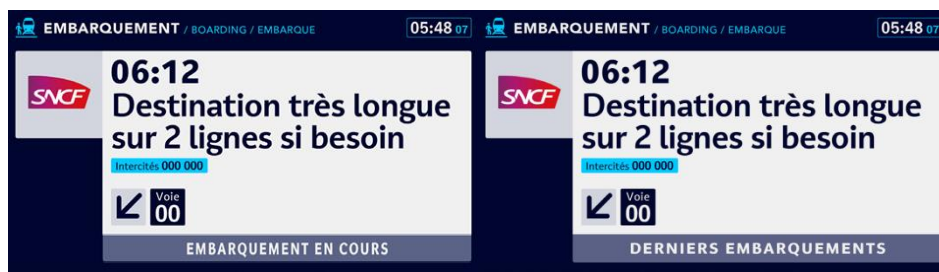 EMBARQUEMENT / BOARDING / EMBARQUE 05:48 07
SNCF
06:12
Destination très longue
sur 2 lignes si besoin
Intercités 000 000
Voie
00
EMBARQUEMENT EN COURS
EMBARQUEMENT / BOARDING / EMBARQUE 05:48 07
SNCF
06:12
Destination très longue
sur 2 lignes si besoin
Intercités 000 000
Voie
00
DERNIERS EMBARQUEMENTS